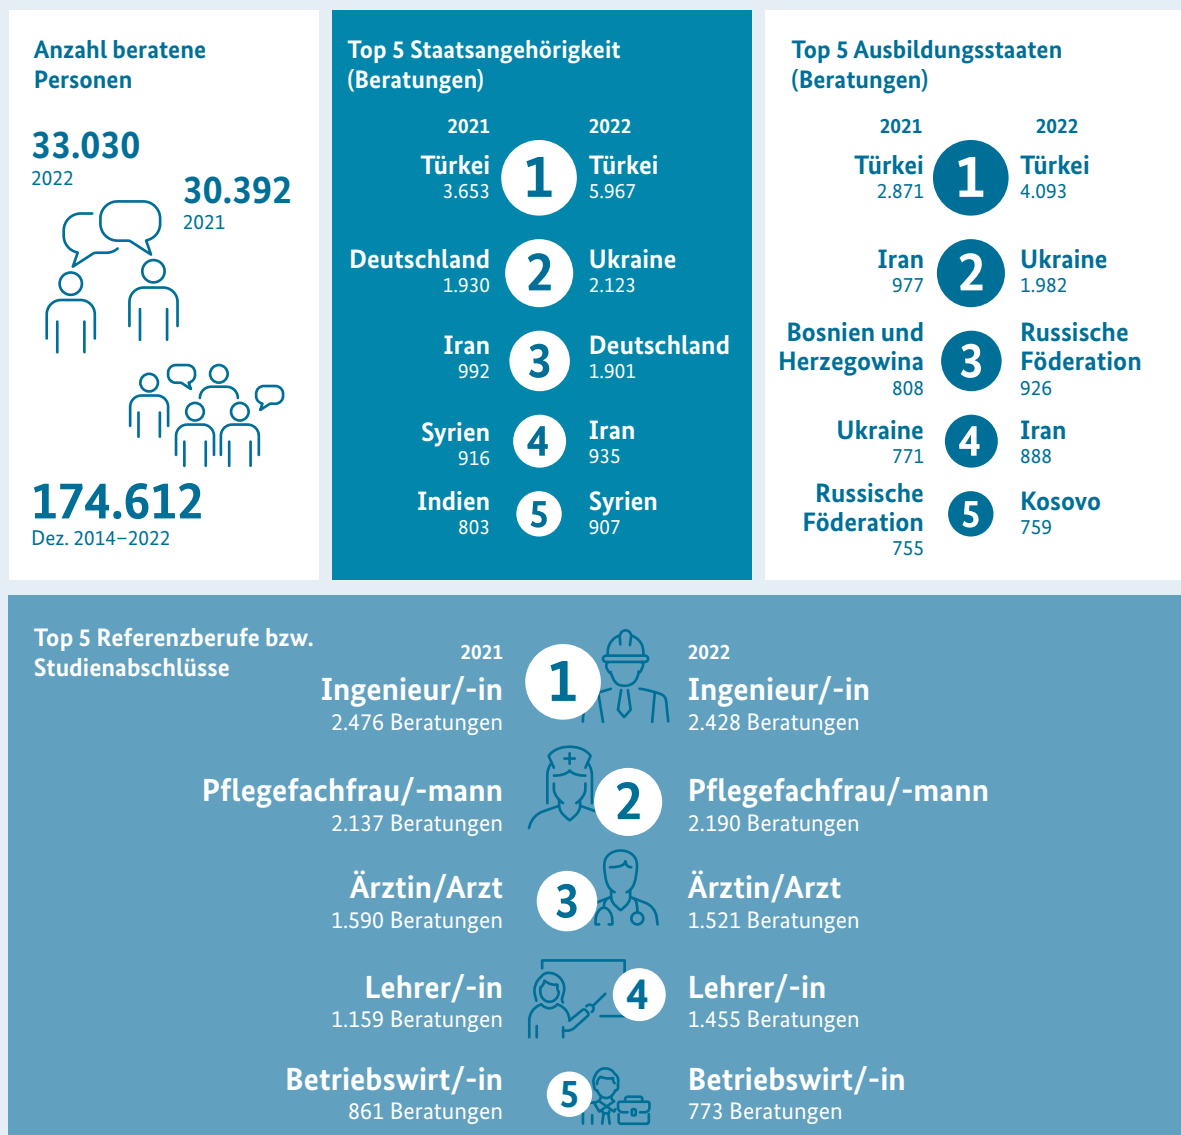 Anzahl beratene
Personen
33.030
2022
30.392
2021
174.612
Dez. 2014–2022
Top 5 Staatsangehörigkeit
(Beratungen)
2021
2022
Türkei
3.653
1
Türkei
5.967
Deutschland
1.930
2
Ukraine
2.123
Iran
992
3
Deutschland
1.901
Syrien
916
4
Iran
935
Indien
803
5
Syrien
907
Top 5 Ausbildungsstaaten
(Beratungen)
2021
2022
Türkei
2.871
1
Türkei
4.093
Iran
977
2
Ukraine
1.982
Bosnien und
Herzegowina
808
3
Russische
Föderation
926
Ukraine
771
4
Iran
888
Russische
Föderation
755
5
Kosovo
759
Top 5 Referenzberufe bzw.
Studienabschlüsse
2021
2022
Ingenieur/-in
2.476 Beratungen
1
Ingenieur/-in
2.428 Beratungen
Pflegefachfrau/-mann
2.137 Beratungen
2
Pflegefachfrau/-mann
2.190 Beratungen
Ärztin/Arzt
1.590 Beratungen
3
Ärztin/Arzt
1.521 Beratungen
Lehrer/-in
1.159 Beratungen
4
Lehrer/-in
1.455 Beratungen
Betriebswirt/-in
861 Beratungen
5
Betriebswirt/-in
773 Beratungen